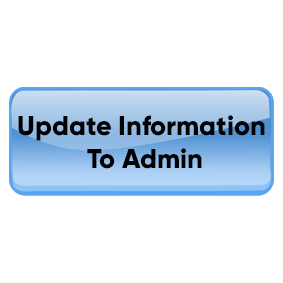 Update Information
To Admin